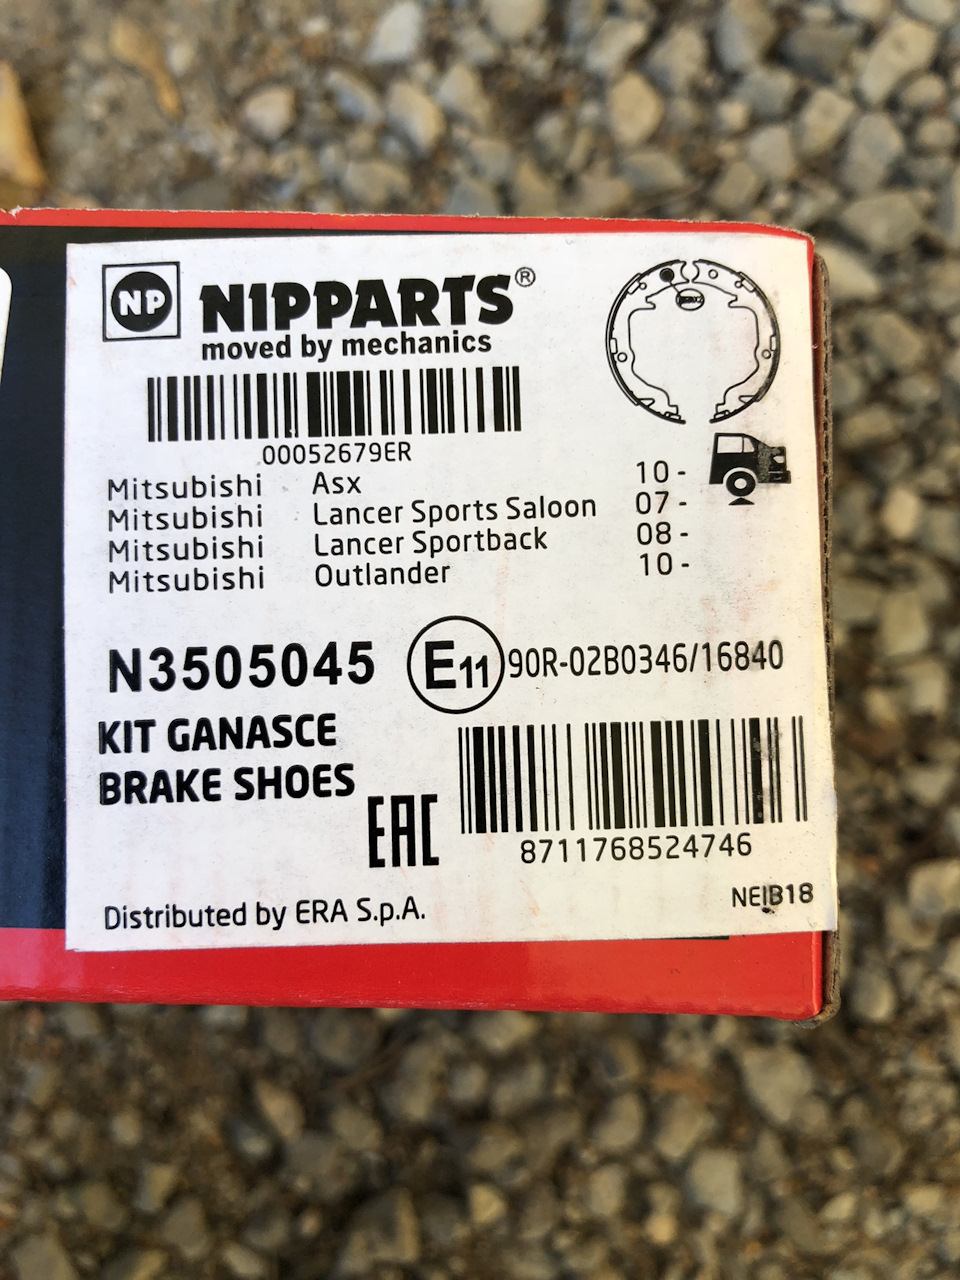 NP NIPPARTS®
moved by mechanics
00052679ER
Mitsubishi Asx 10 -
Mitsubishi Lancer Sports Saloon 07 -
Mitsubishi Lancer Sportback 08 -
Mitsubishi Outlander 10 -
N3505045 E11 90R-02B0346/16840
KIT GANASCE
BRAKE SHOES
EAC
8711768524746
NEIB18
Distributed by ERA S.p.A.